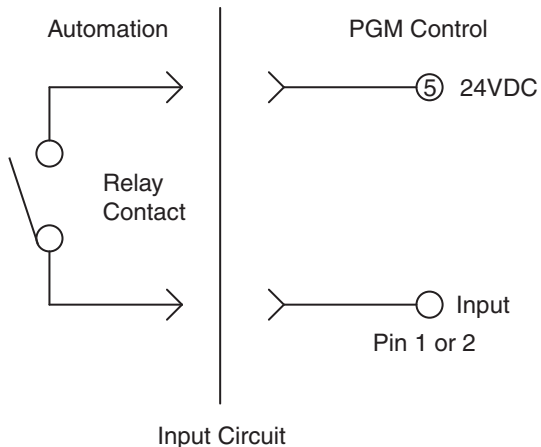 Automation
PGM Control
5 24VDC
Relay
Contact
Input
Pin 1 or 2
Input Circuit